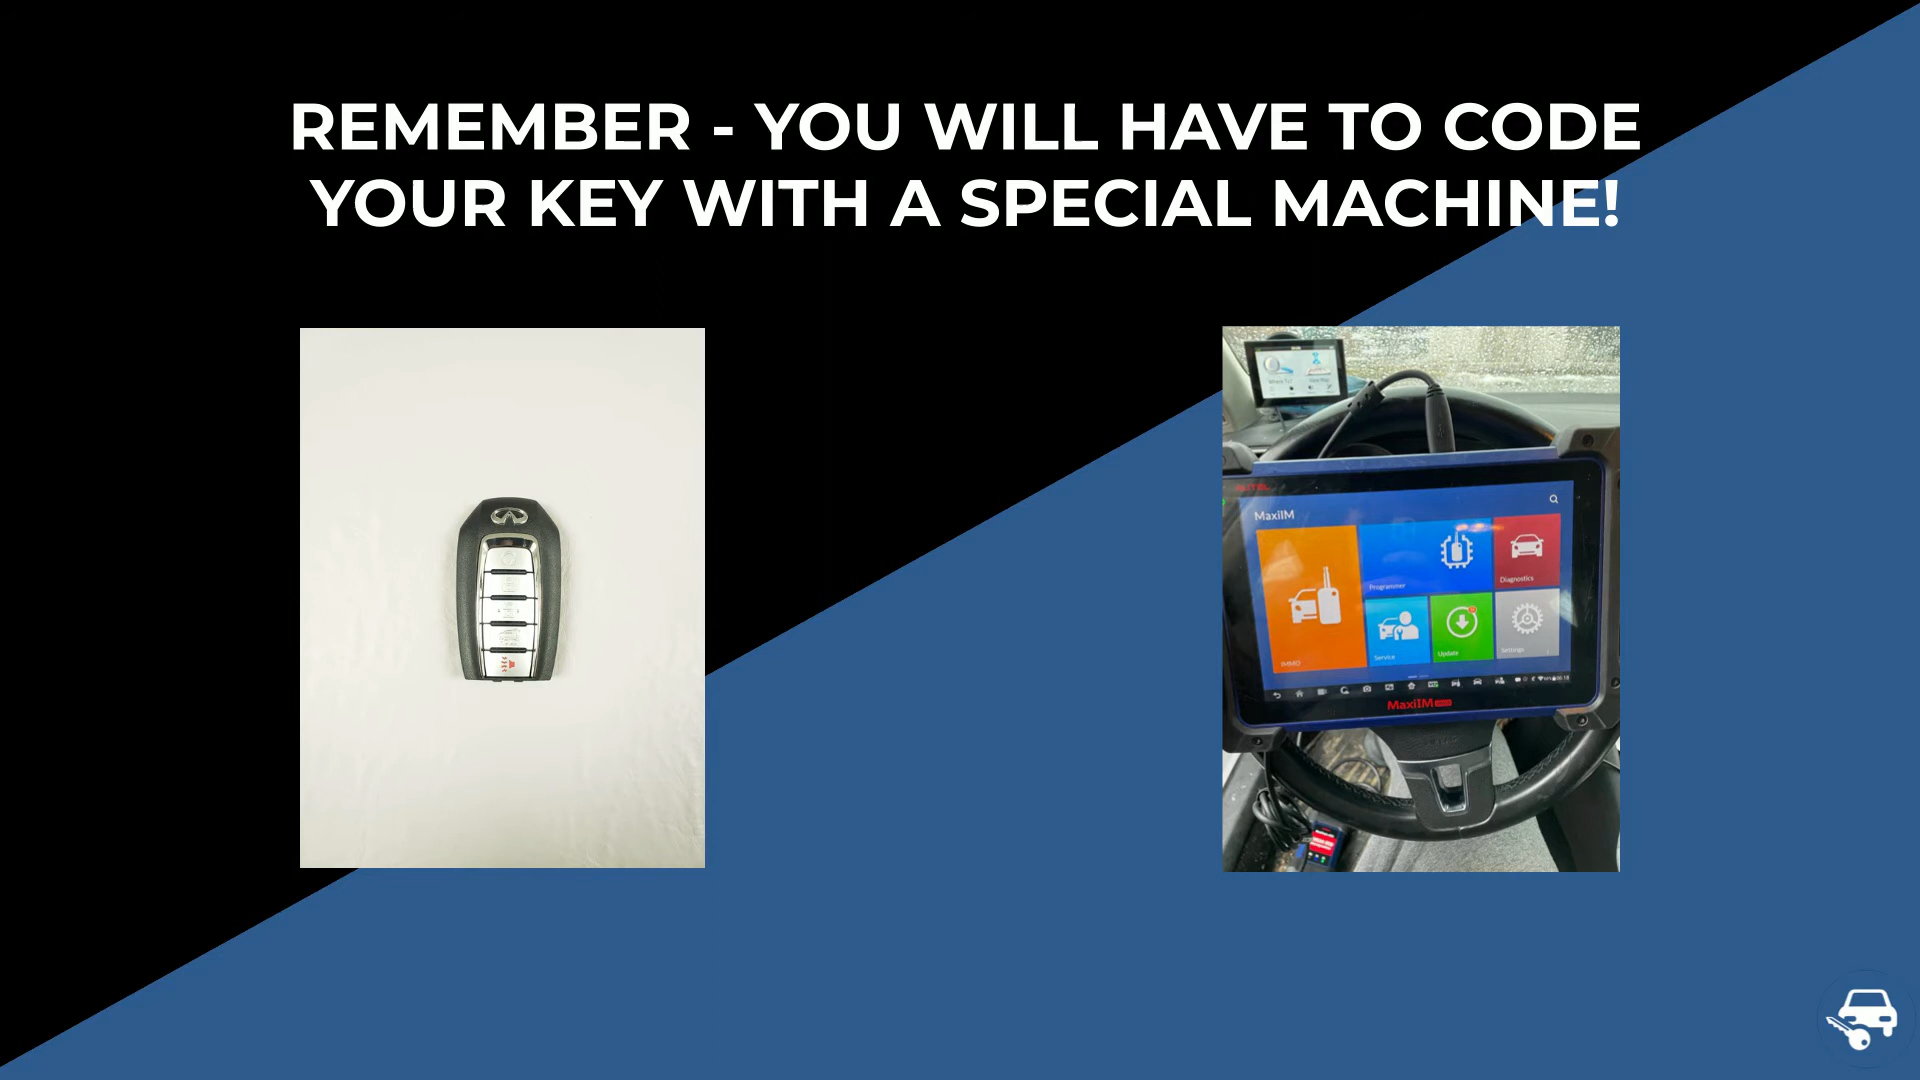 REMEMBER - YOU WILL HAVE TO CODE
YOUR KEY WITH A SPECIAL MACHINE!
AUTEL
MaxiIM
Programmer
Diagnostics
IMMO
Service
Update
Settings
MaxiIM